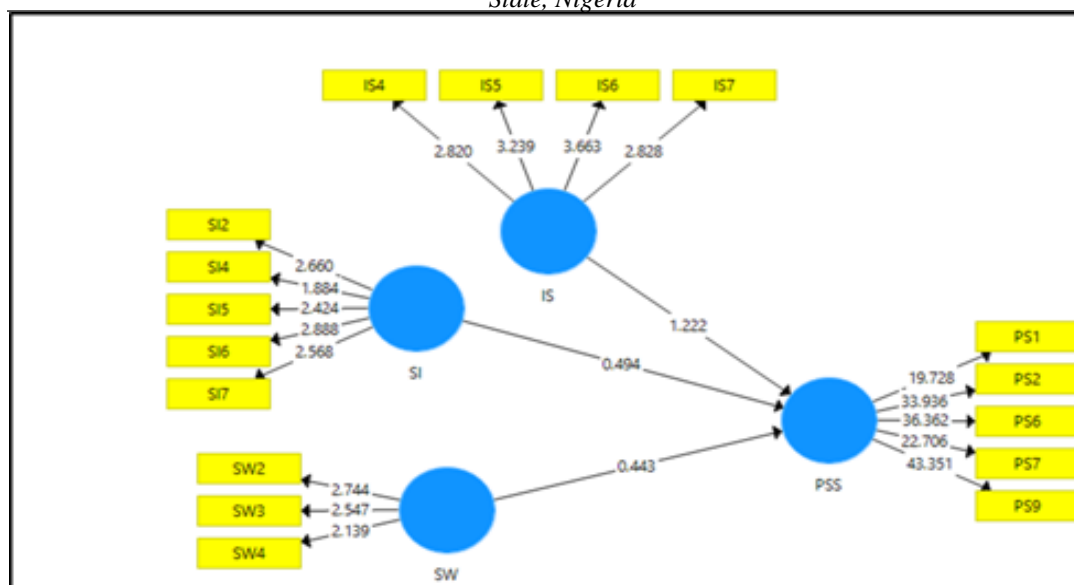 State, Nigeria
IS4 IS5 IS6 IS7
2.820 3.239 3.663 2.828
IS
SI2
SI4
SI5
SI6
SI7
2.660
1.884
2.424
2.888
2.568
SI
1.222
0.494
SW2
SW3
SW4
2.744
2.547
2.139
SW
0.443
PSS
19.728
33.936
36.362
22.706
43.351
PS1
PS2
PS6
PS7
PS9